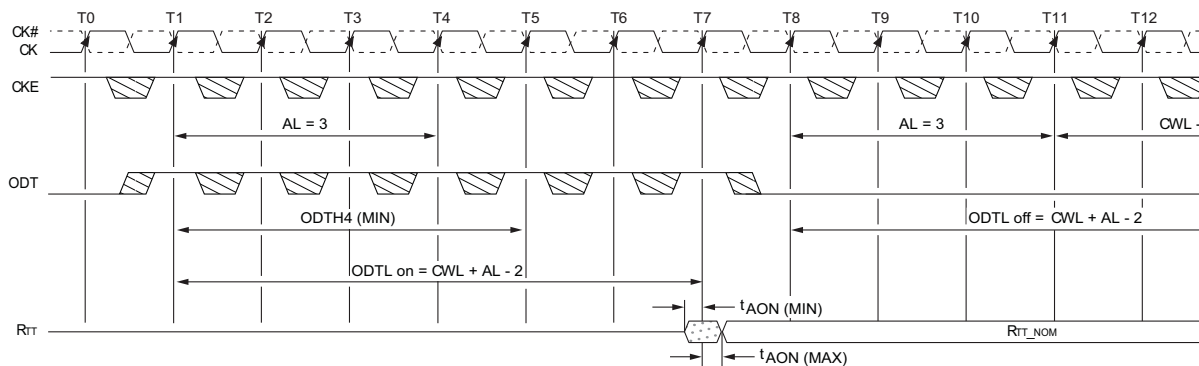 T0 T1 T2 T3 T4 T5 T6 T7 T8 T9 T10 T11 T12
CK#
CK
CKE
AL = 3 AL = 3 CWL -
ODT
ODTH4 (MIN) ODTL off = CWL + AL - 2
ODTL on = CWL + AL - 2
tAON (MIN)
RTT RTT_NOM
tAON (MAX)